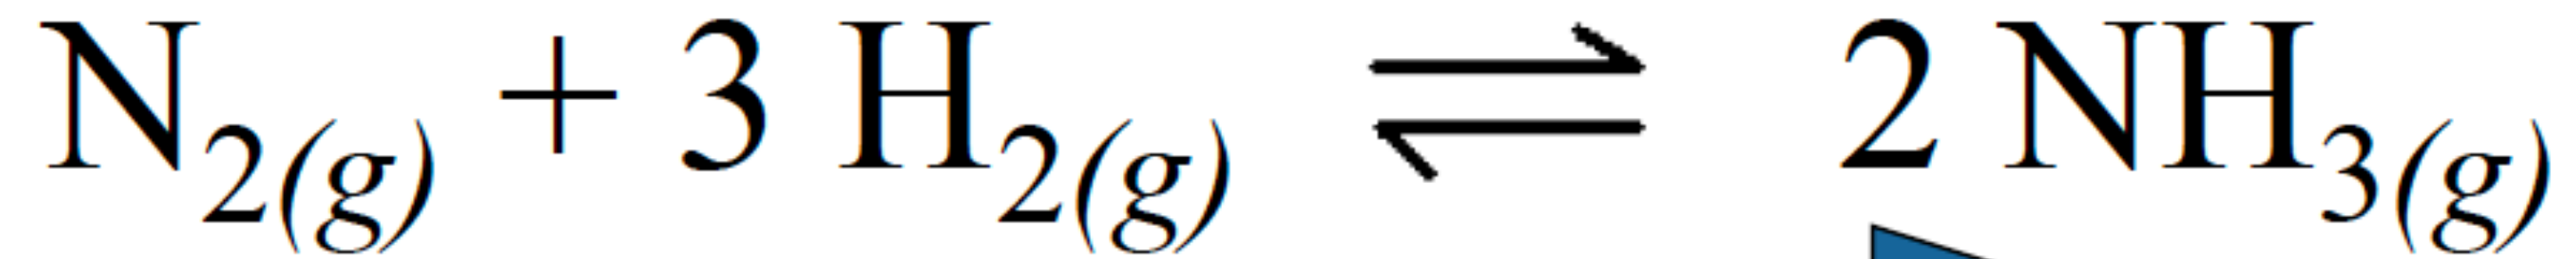 N₂(g) + 3 H₂(g) ⇌ 2 NH₃(g)